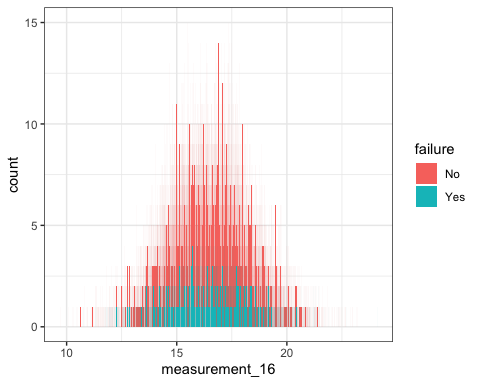 15
10
5
0
count
10 15 20
measurement_16
failure
No
Yes